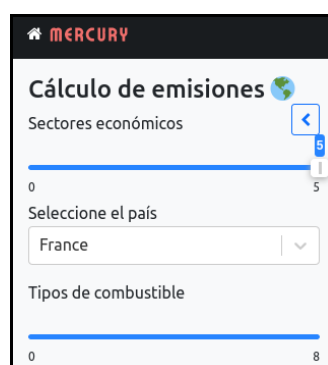 MERCURY
Cálculo de emisiones
Sectores económicos
5
0 5
Seleccione el país
France
Tipos de combustible
0 8